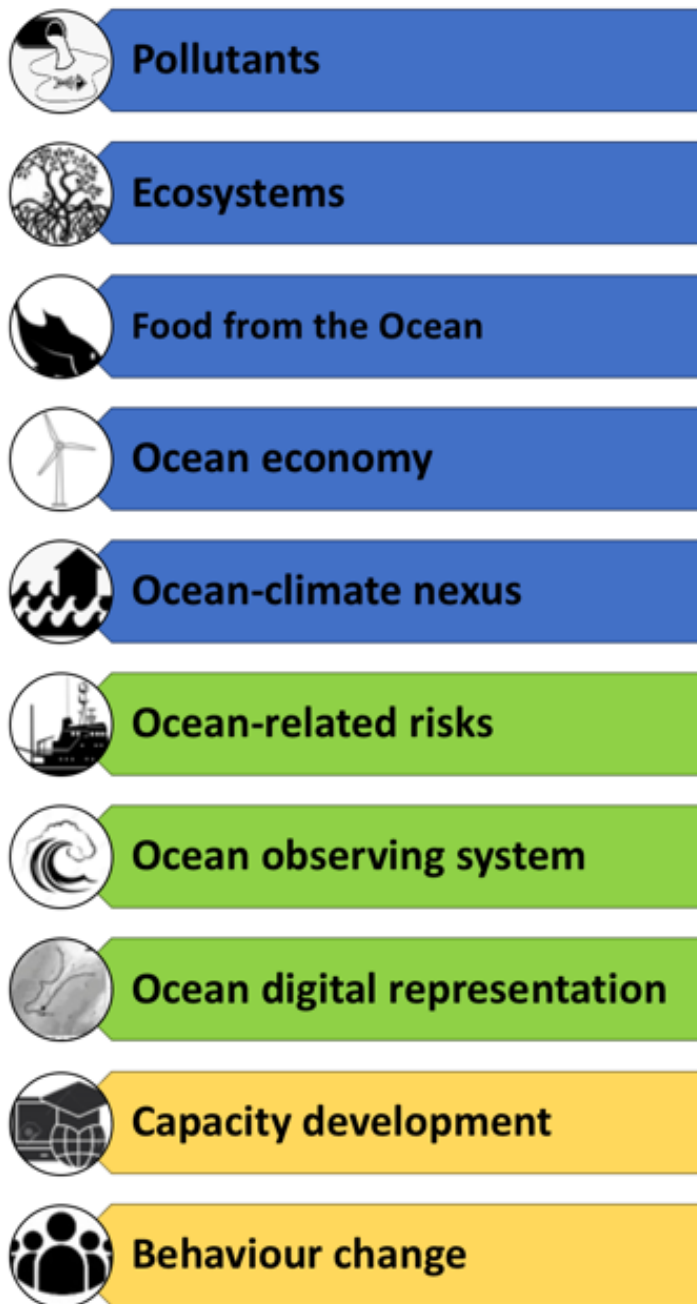 Pollutants
Ecosystems
Food from the Ocean
Ocean economy
Ocean-climate nexus
Ocean-related risks
Ocean observing system
Ocean digital representation
Capacity development
Behaviour change